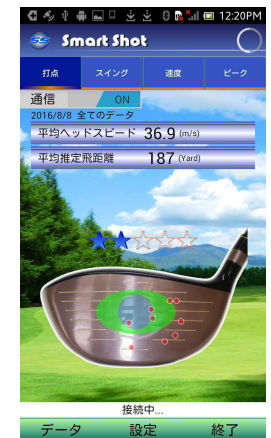 12:20PM
Smart Shot
打点 スイング 速度 ピーク
通信 ON
2016/8/8 全てのデータ
平均ヘッドスピード 36.9 (m/s)
平均推定飛距離 187 (Yard)
接続中...
データ 設定 終了